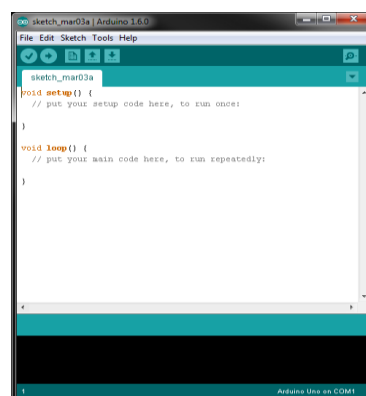 sketch_mar03a | Arduino 1.6.0
File Edit Sketch Tools Help
sketch_mar03a
void setup() {
  // put your setup code here, to run once:
}
void loop() {
  // put your main code here, to run repeatedly:
}
1 Arduino Uno on COM1